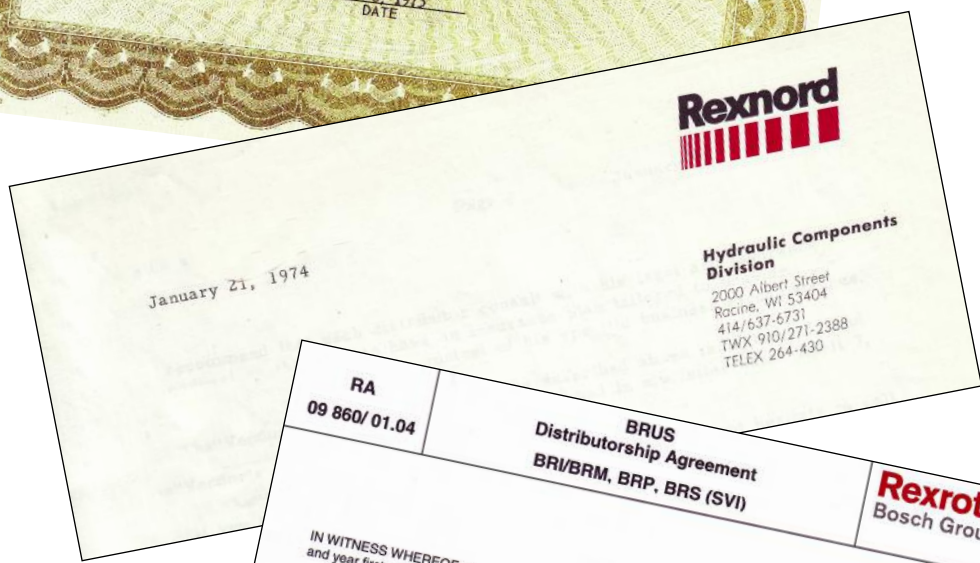 DATE
Rexnord
January 21, 1974
Hydraulic Components
Division
2000 Albert Street
Racine, WI 53404
414/637-6731
TWX 910/271-2388
TELEX 264-430
RA
09 860/ 01.04
BRUS
Distributorship Agreement
BRI/BRM, BRP, BRS (SVI)
Rexrot
Bosch Grou
IN WITNESS WHEREOF
and year firs